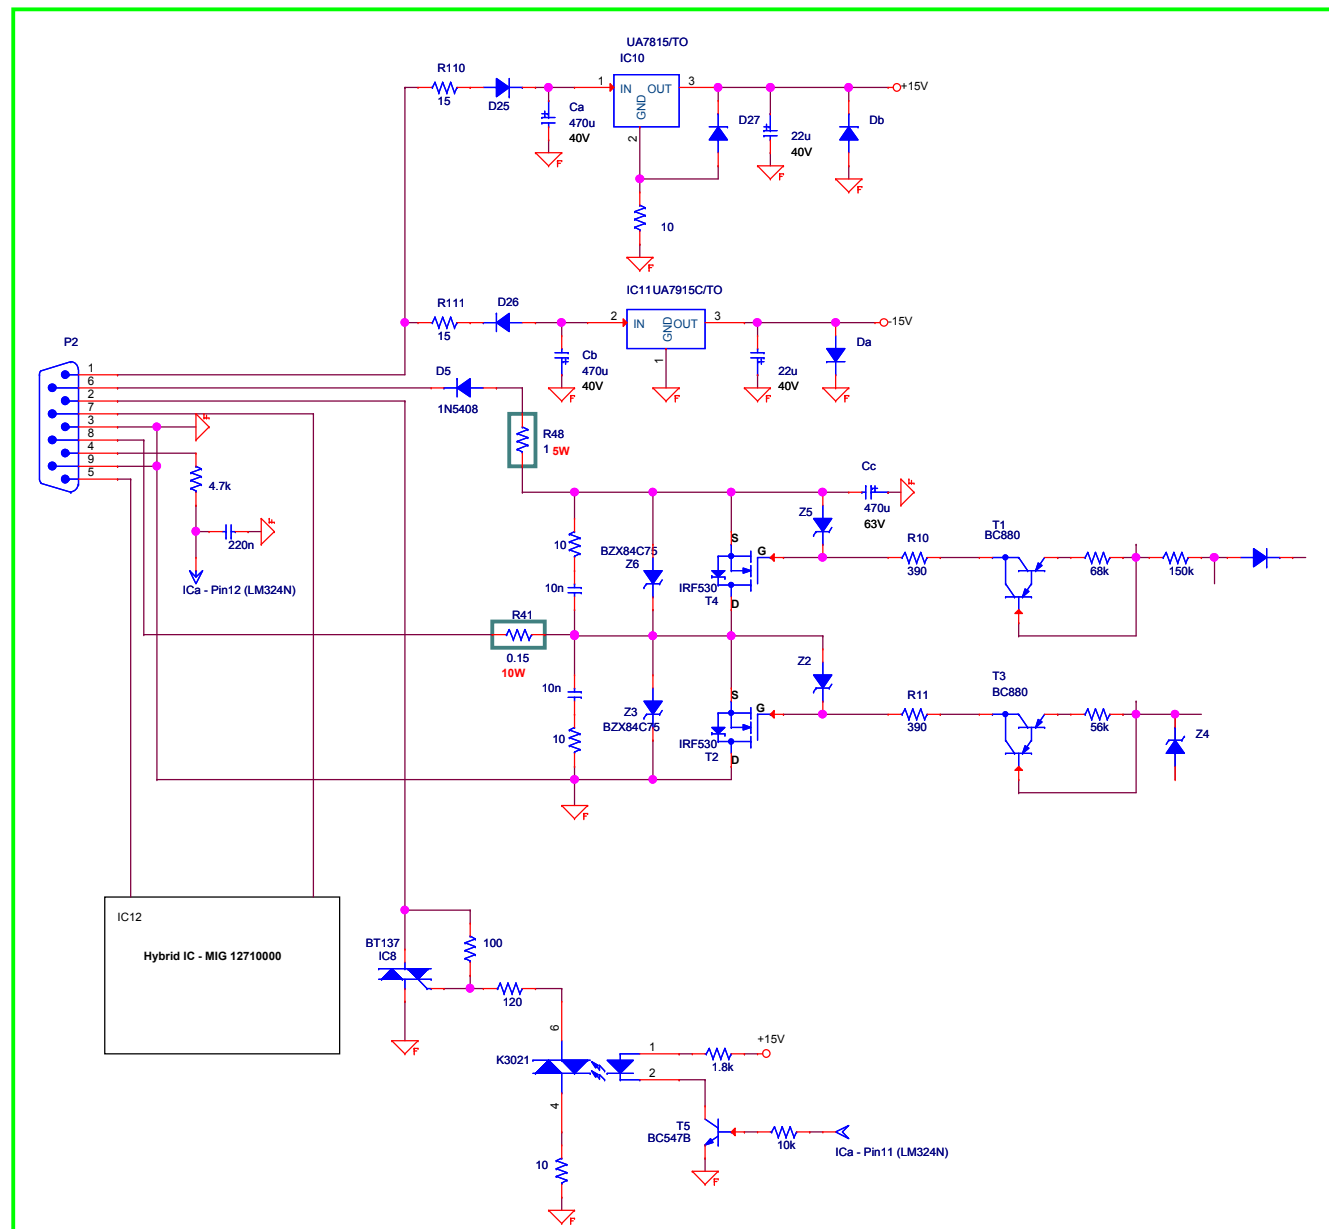 UA7815/TO
IC10
R110
15
D25
Ca
470u
40V
1
IN
OUT
GND
3
2
D27
22u
40V
Db
+15V
F
F
F
10
F
IC11
UA7915C/TO
R111
15
D26
2
IN
OUT
GND
3
1
-15V
Cb
470u
40V
22u
40V
Da
F
F
F
F
P2
1
6
2
7
3
8
4
9
5
D5
1N5408
R48
1
5W
F
4.7k
220n
F
ICa - Pin12 (LM324N)
Cc
470u
63V
F
Z5
10
10n
BZX84C75
Z6
S
G
D
IRF530
T4
R10
390
T1
BC880
68k
150k
R41
0.15
10W
10n
10
Z3
BZX84C75
Z2
S
G
D
IRF530
T2
R11
390
T3
BC880
56k
Z4
F
IC12
Hybrid IC - MIG 12710000
BT137
IC8
100
120
F
6
K3021
4
1
2
1.8k
+15V
T5
BC547B
10k
ICa - Pin11 (LM324N)
F
10
F